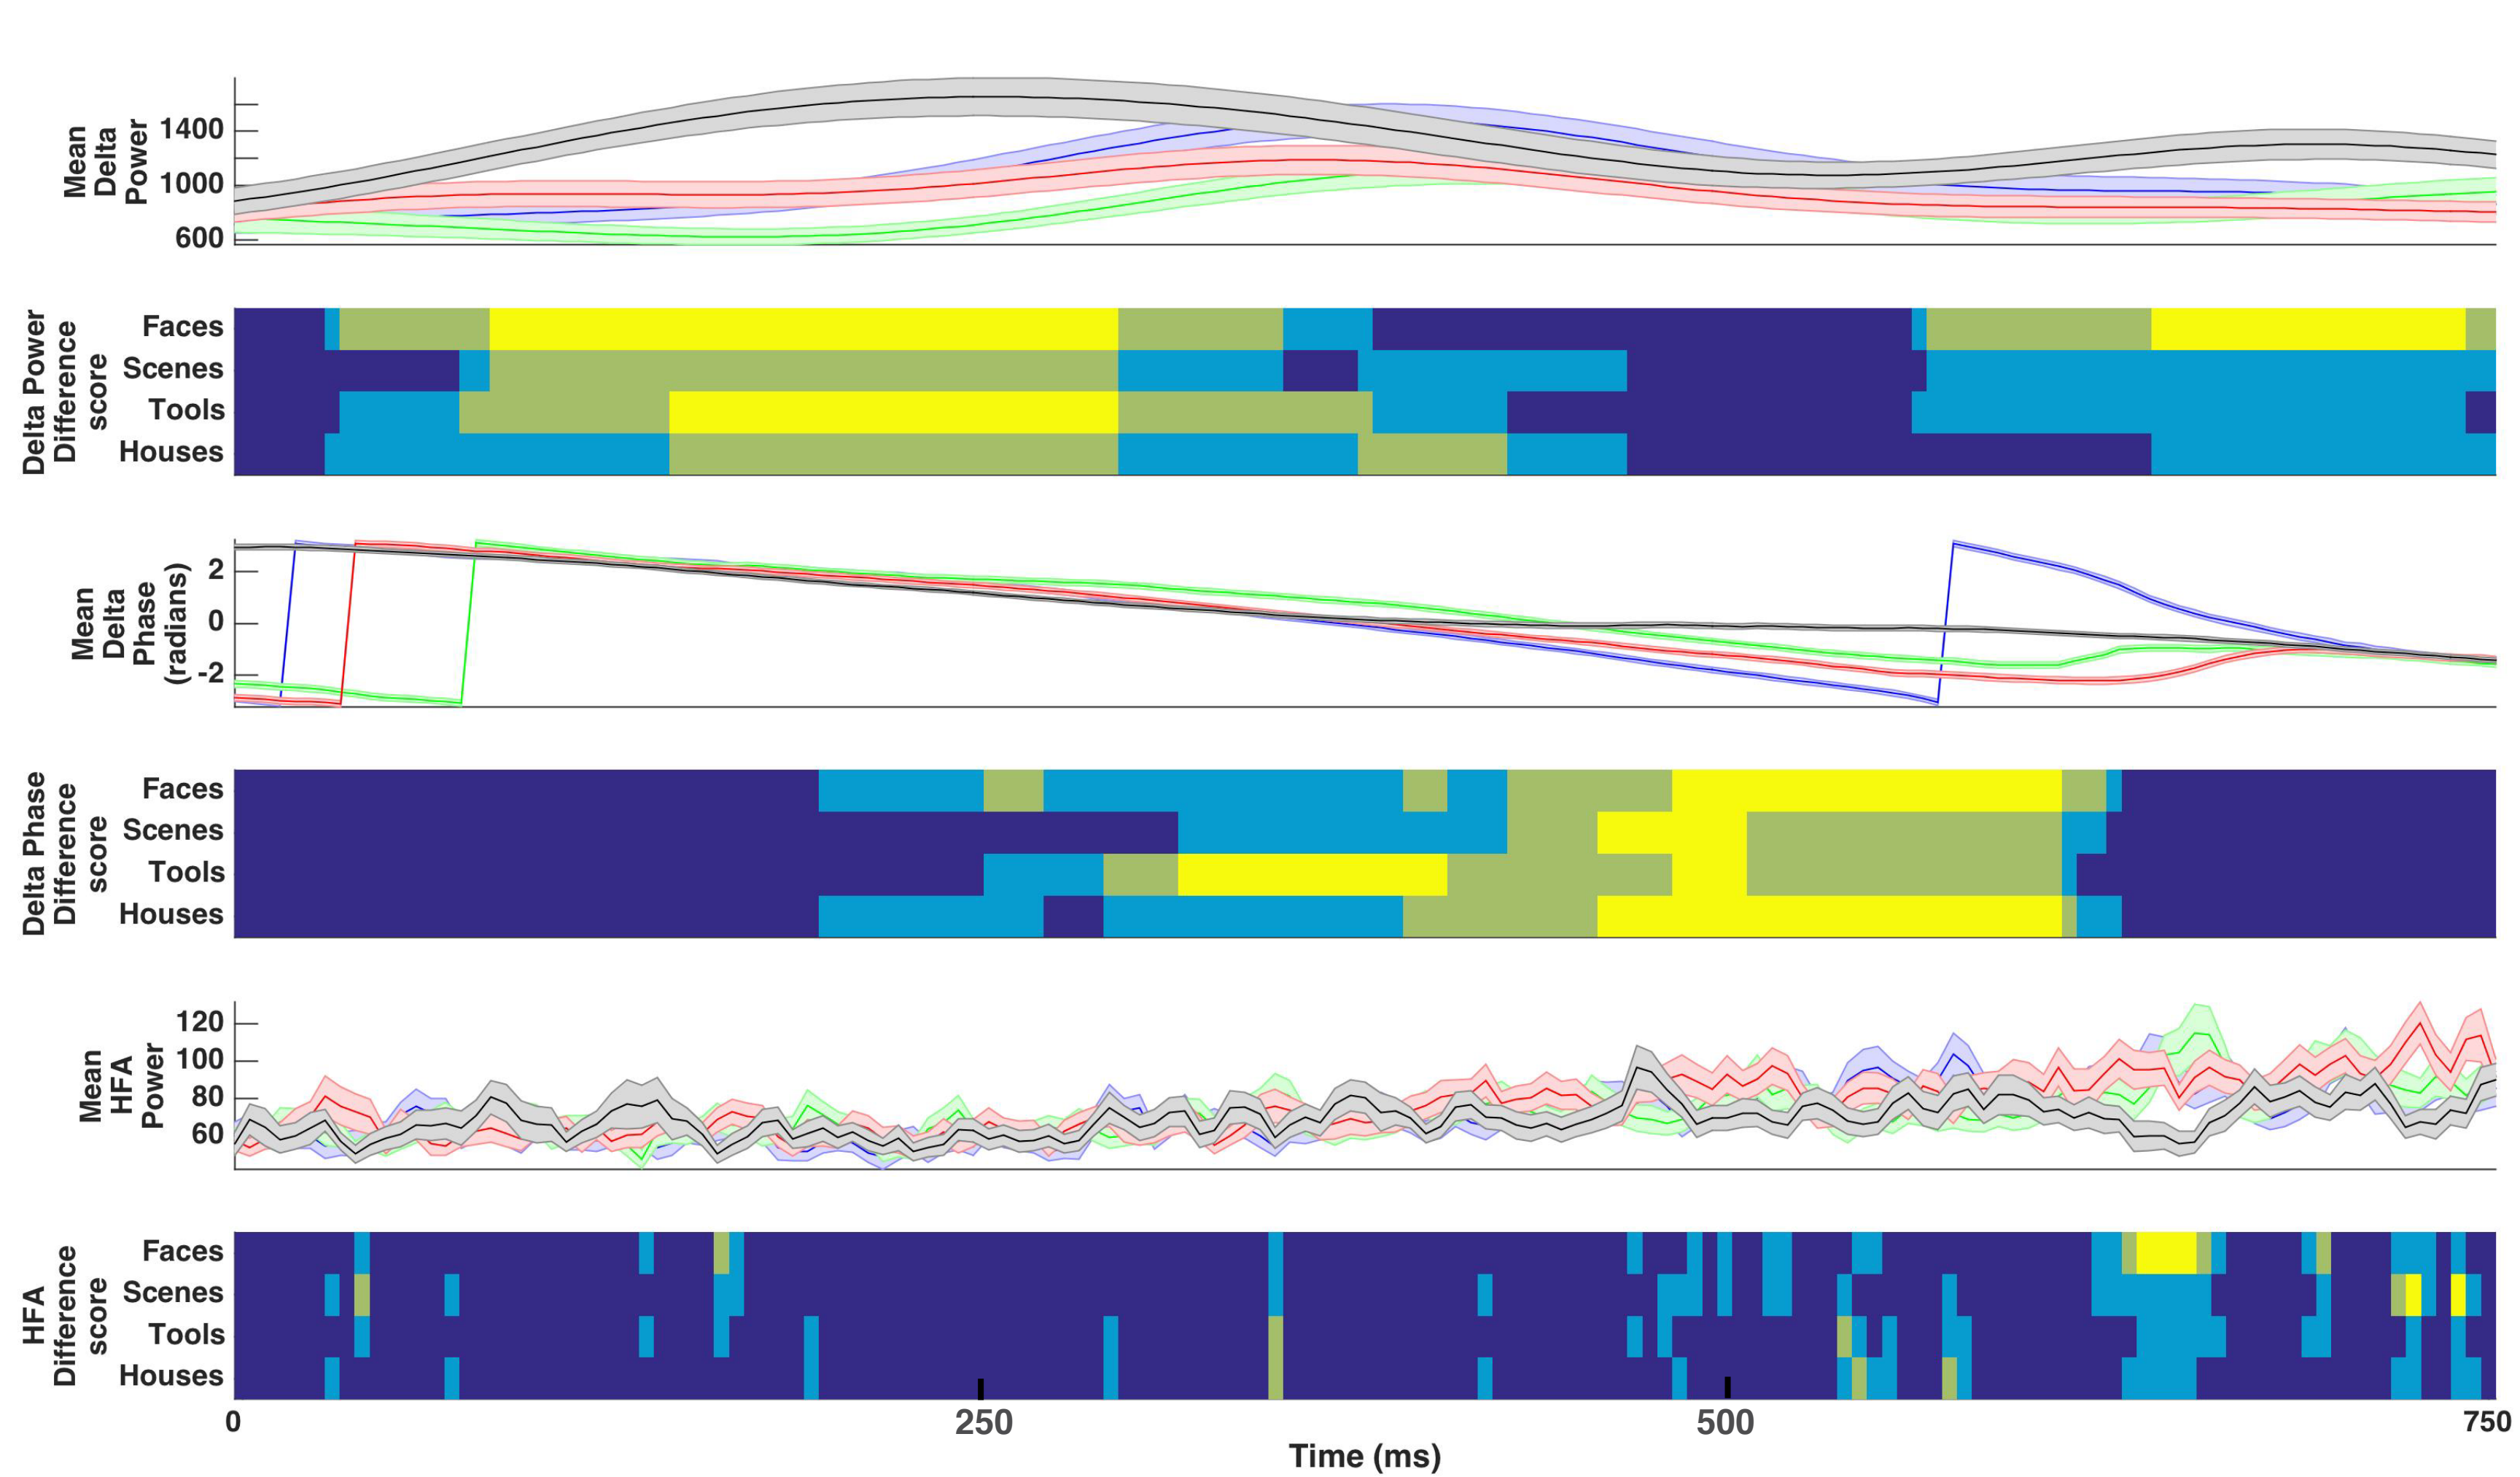 Mean
Delta
Power
1400
1000
600
Delta Power
Difference
score
Faces
Scenes
Tools
Houses
Mean
Delta
Phase
(radians)
2
0
-2
Delta Phase
Difference
score
Faces
Scenes
Tools
Houses
Mean
HFA
Power
120
100
80
60
HFA
Difference
score
Faces
Scenes
Tools
Houses
0 250 500 750
Time (ms)